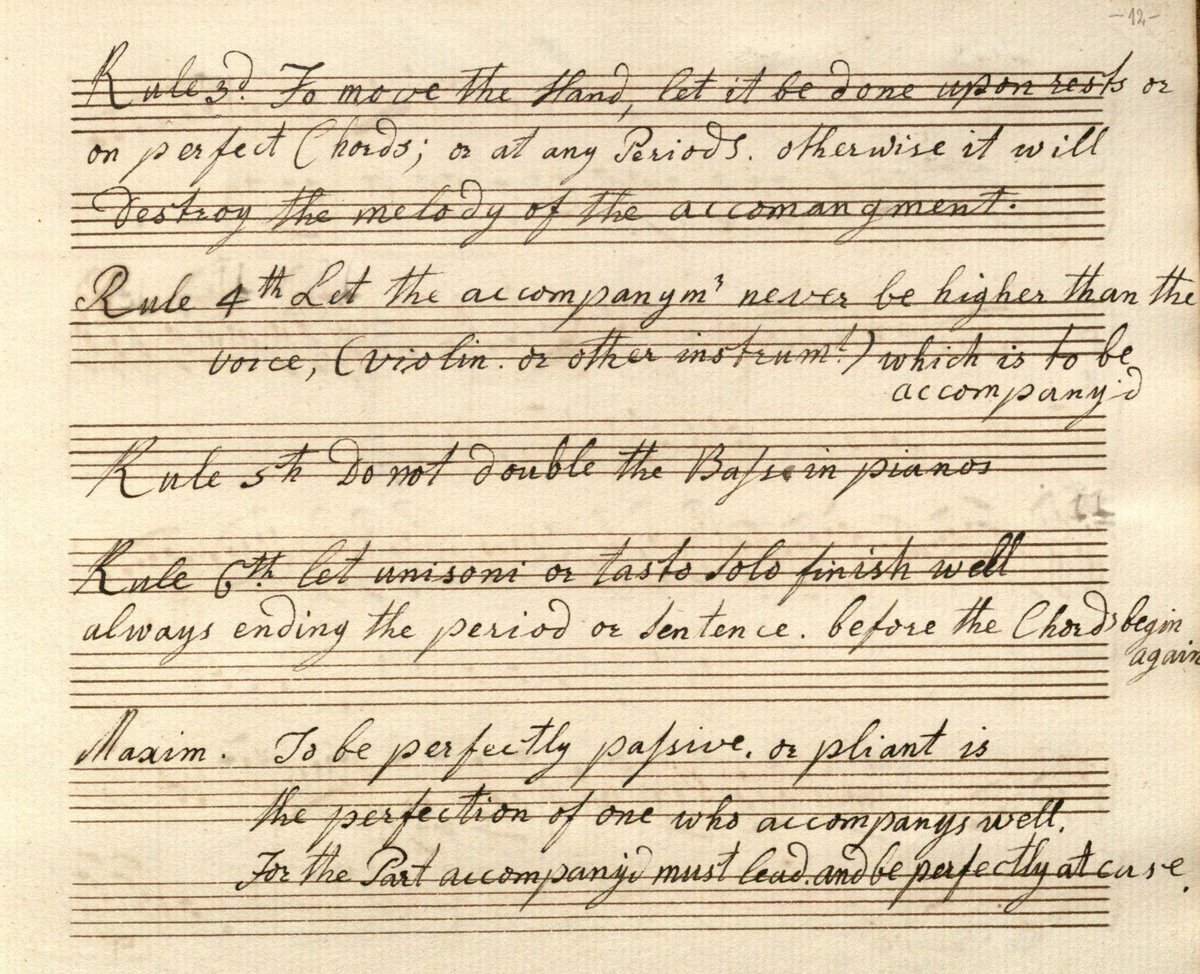 -12-
Rule 3d. To move the Hand, let it be done upon rests or
on perfect Chords; or at any Periods. otherwise it will
destroy the melody of the accomangment.
Rule 4th Let the accompanymt never be higher than the
voice, (violin. or other instrumt.) which is to be
accompany'd
Rule 5th Do not double the Baſs in pianos
Rule 6th. let unisoni or tasto solo finish well
always ending the period or sentence. before the Chords begin
again
Maxim. To be perfectly paſsive. or pliant is
the perfection of one who accompanys well.
For the Part accompany'd must lead. and be perfectly at ease.